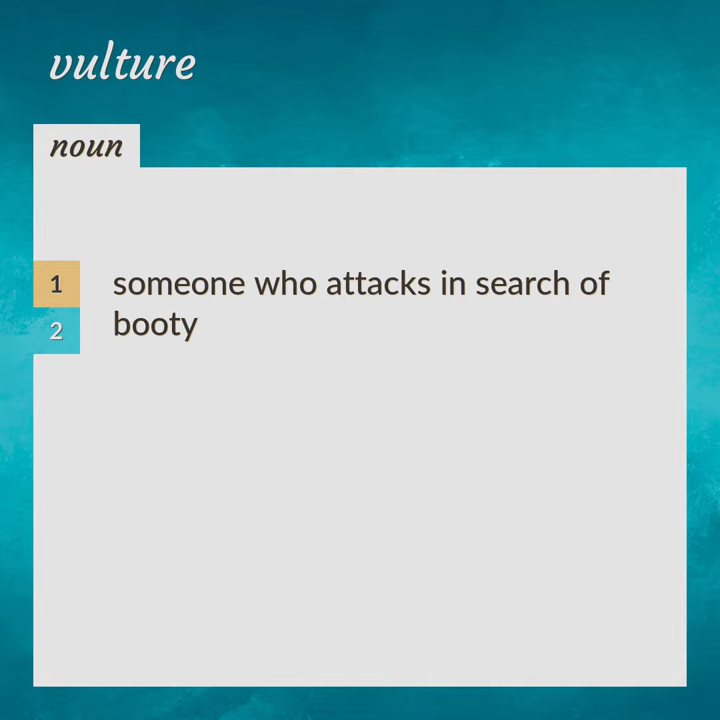 vulture
noun
1
someone who attacks in search of
booty
2